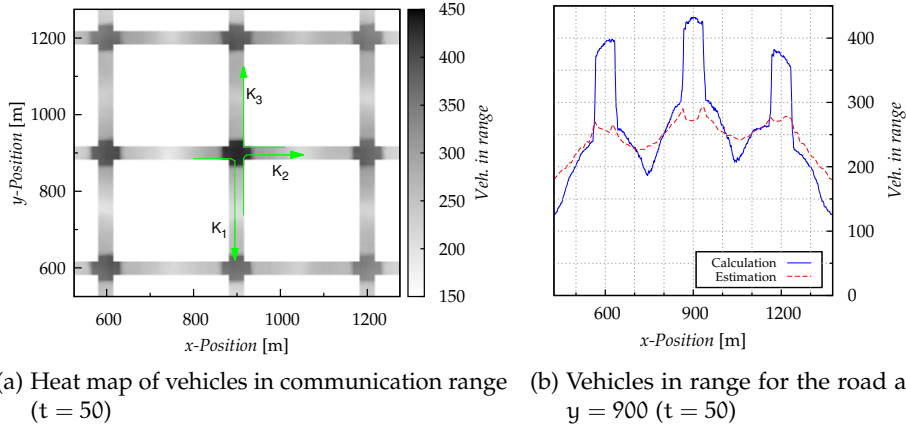 1200
1000
800
600
y-Position [m]
600
800
1000
1200
x-Position [m]
K3
K2
K1
450
400
350
300
250
200
150
Veh. in range
400
300
200
100
0
Veh. in range
Calculation
Estimation
600
900
1200
x-Position [m]
a) Heat map of vehicles in communication range
(t = 50)
(b) Vehicles in range for the road a
y = 900 (t = 50)